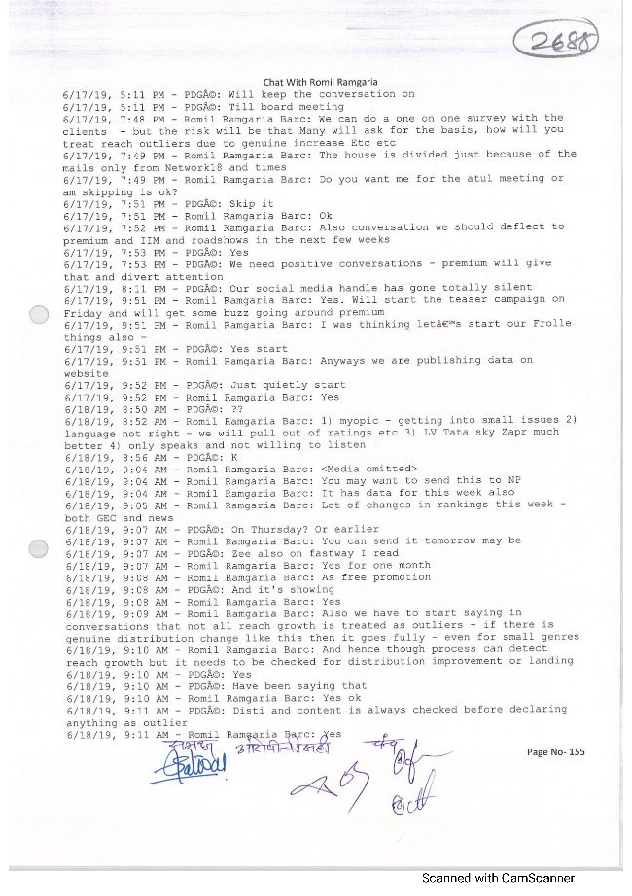 2688
Chat With Romil Ramgaria
6/17/19, 5:11 PM - PDGÂ©: Will keep the conversation on
6/17/19, 5:11 PM - PDGÂ©: Till board meeting
6/17/19, 7:48 PM - Romil Ramgaria Barc: We can do a one on one survey with the
clients - but the risk will be that Many will ask for the basis, how will you
treat reach outliers due to genuine increase Etc etc
6/17/19, 7:49 PM - Romil Ramgaria Barc: The house is divided just because of the
mails only from Network18 and times
6/17/19, 7:49 PM - Romil Ramgaria Barc: Do you want me for the atul meeting or
am skipping is ok?
6/17/19, 7:51 PM - PDGÂ©: Skip it
6/17/19, 7:51 PM - Romil Ramgaria Barc: Ok
6/17/19, 7:52 PM - Romil Ramgaria Barc: Also conversation we should deflect to
premium and IIM and roadshows in the next few weeks
6/17/19, 7:53 PM - PDGÂ©: Yes
6/17/19, 7:53 PM - PDGÂ©: We need positive conversations - premium will give
that and divert attention
6/17/19, 8:11 PM - PDGÂ©: Our social media handle has gone totally silent
6/17/19, 9:51 PM - Romil Ramgaria Barc: Yes. Will start the teaser campaign on
Friday and will get some buzz going around premium
6/17/19, 9:51 PM - Romil Ramgaria Barc: I was thinking letâ€™s start our Frolle
things also -
6/17/19, 9:51 PM - PDGÂ©: Yes start
6/17/19, 9:51 PM - Romil Ramgaria Barc: Anyways we are publishing data on
website
6/17/19, 9:52 PM - PDGÂ©: Just quietly start
6/17/19, 9:52 PM - Romil Ramgaria Barc: Yes
6/18/19, 8:50 AM - PDGÂ©: ??
6/18/19, 8:52 AM - Romil Ramgaria Barc: 1) myopic - getting into small issues 2)
language not right - we will pull out of ratings etc 3) LV Tata sky Zapr much
better 4) only speaks and not willing to listen
6/18/19, 8:56 AM - PDGÂ©: K
6/18/19, 9:04 AM - Romil Ramgaria Barc: <Media omitted>
6/18/19, 9:04 AM - Romil Ramgaria Barc: You may want to send this to NP
6/18/19, 9:04 AM - Romil Ramgaria Barc: It has data for this week also
6/18/19, 9:05 AM - Romil Ramgaria Barc: Lot of changes in rankings this week -
both GEC and news
6/18/19, 9:07 AM - PDGÂ©: On Thursday? Or earlier
6/18/19, 9:07 AM - Romil Ramgaria Barc: You can send it tomorrow may be
6/18/19, 9:07 AM - PDGÂ©: Zee also on fastway I read
6/18/19, 9:07 AM - Romil Ramgaria Barc: Yes for one month
6/18/19, 9:08 AM - Romil Ramgaria Barc: As free promotion
6/18/19, 9:08 AM - PDGÂ©: And it's showing
6/18/19, 9:08 AM - Romil Ramgaria Barc: Yes
6/18/19, 9:09 AM - Romil Ramgaria Barc: Also we have to start saying in
conversations that not all reach growth is treated as outliers - if there is
genuine distribution change like this then it goes fully - even for small genres
6/18/19, 9:10 AM - Romil Ramgaria Barc: And hence though process can detect
reach growth but it needs to be checked for distribution improvement or landing
6/18/19, 9:10 AM - PDGÂ©: Yes
6/18/19, 9:10 AM - PDGÂ©: Have been saying that
6/18/19, 9:10 AM - Romil Ramgaria Barc: Yes ok
6/18/19, 9:11 AM - PDGÂ©: Disti and content is always checked before declaring
anything as outlier
6/18/19, 9:11 AM - Romil Ramgaria Barc: Yes
समक्ष
पंच
Page No- 155
Scanned with CamScanner